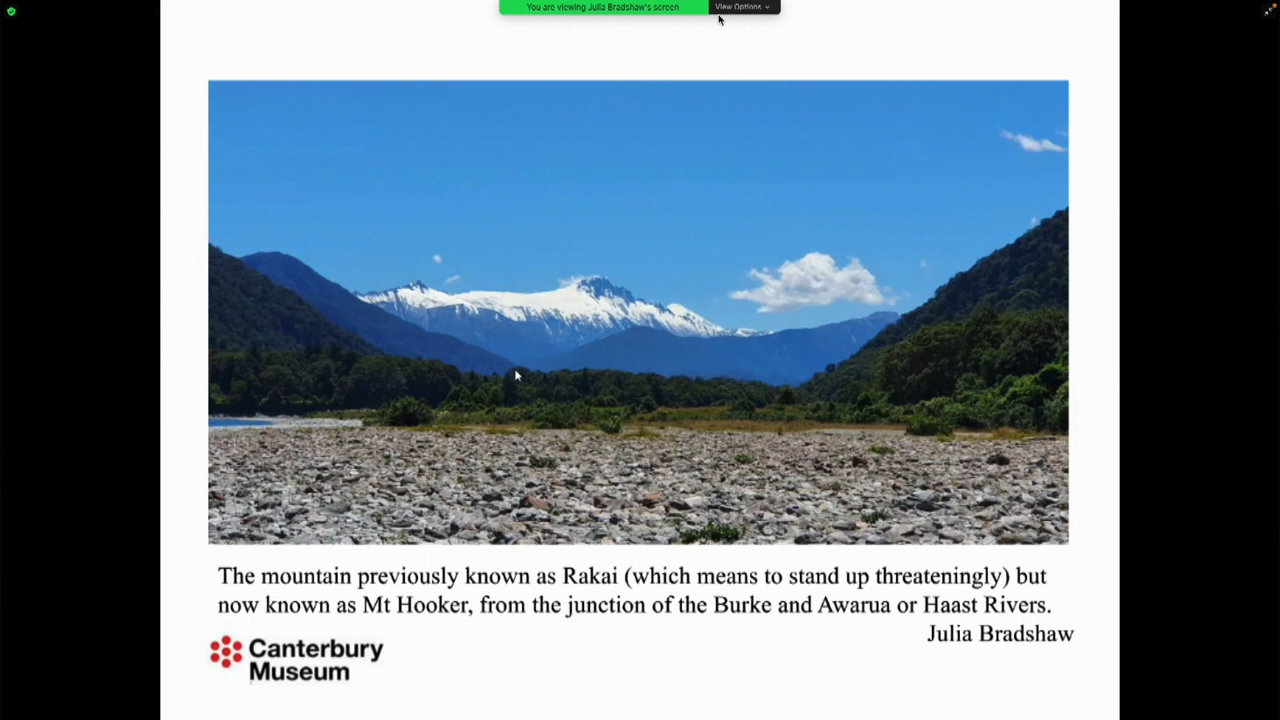 You are viewing Julia Bradshaw's screen
View Options
The mountain previously known as Rakai (which means to stand up threateningly) but
now known as Mt Hooker, from the junction of the Burke and Awarua or Haast Rivers.
Julia Bradshaw
Canterbury
Museum